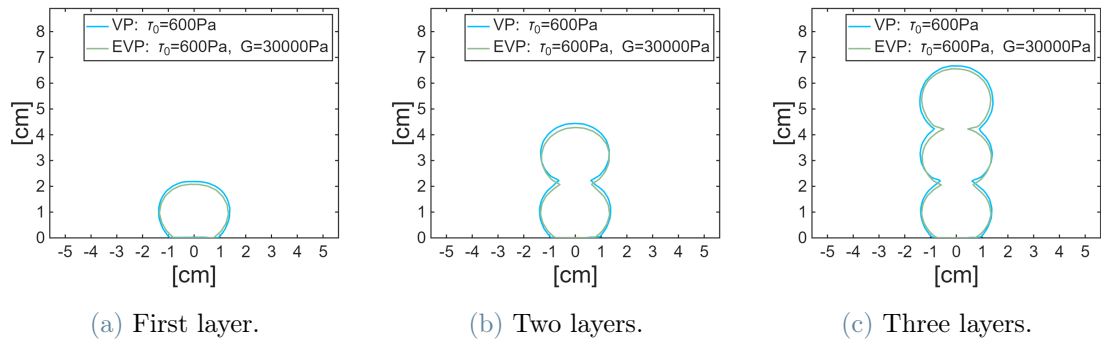 VP: τ₀=600Pa
EVP: τ₀=600Pa, G=30000Pa
8
7
6
5
4
3
2
1
0
[cm]
-5 -4 -3 -2 -1 0 1 2 3 4 5
[cm]
(a) First layer.
VP: τ₀=600Pa
EVP: τ₀=600Pa, G=30000Pa
8
7
6
5
4
3
2
1
0
[cm]
-5 -4 -3 -2 -1 0 1 2 3 4 5
[cm]
(b) Two layers.
VP: τ₀=600Pa
EVP: τ₀=600Pa, G=30000Pa
8
7
6
5
4
3
2
1
0
[cm]
-5 -4 -3 -2 -1 0 1 2 3 4 5
[cm]
(c) Three layers.